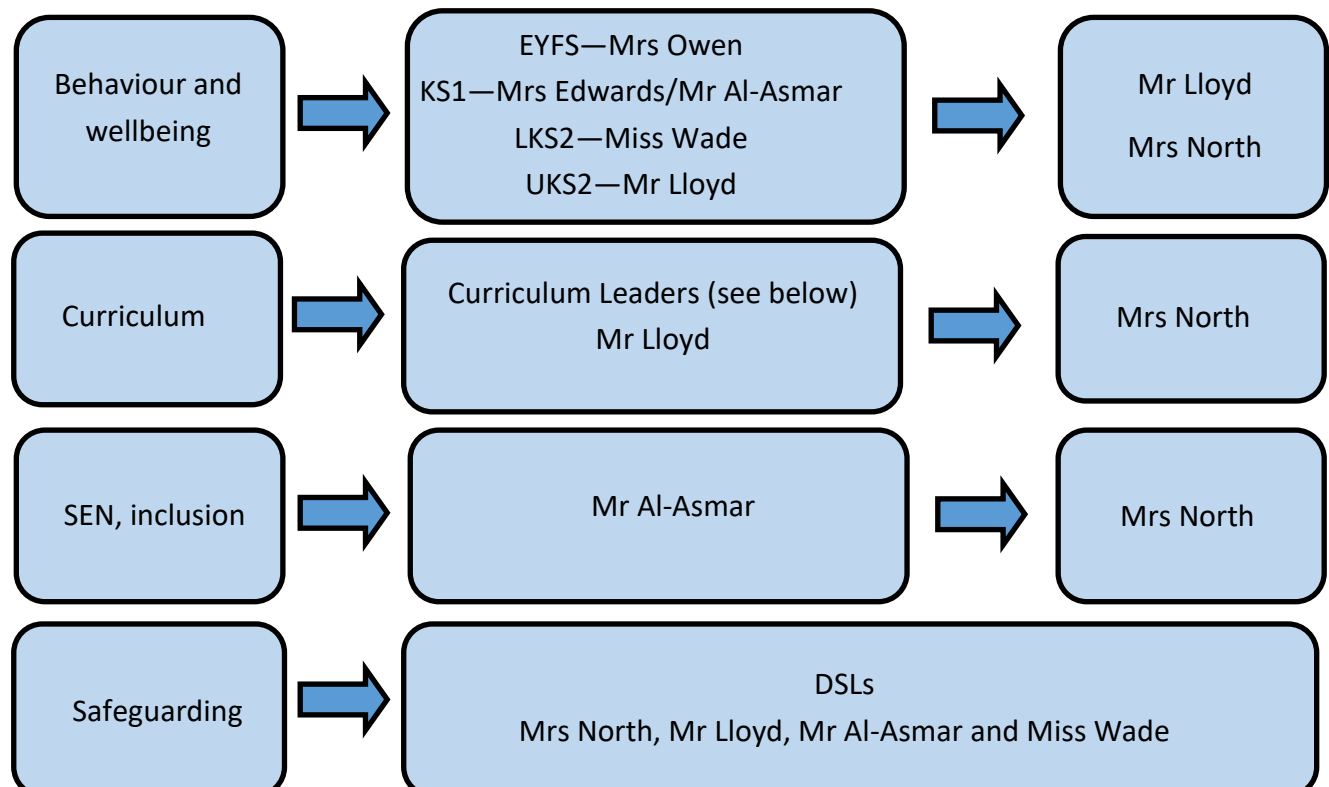 Behaviour and
wellbeing
EYFS—Mrs Owen
KS1—Mrs Edwards/Mr Al-Asmar
LKS2—Miss Wade
UKS2—Mr Lloyd
Mr Lloyd
Mrs North
Curriculum
Curriculum Leaders (see below)
Mr Lloyd
Mrs North
SEN, inclusion
Mr Al-Asmar
Mrs North
Safeguarding
DSLs
Mrs North, Mr Lloyd, Mr Al-Asmar and Miss Wade